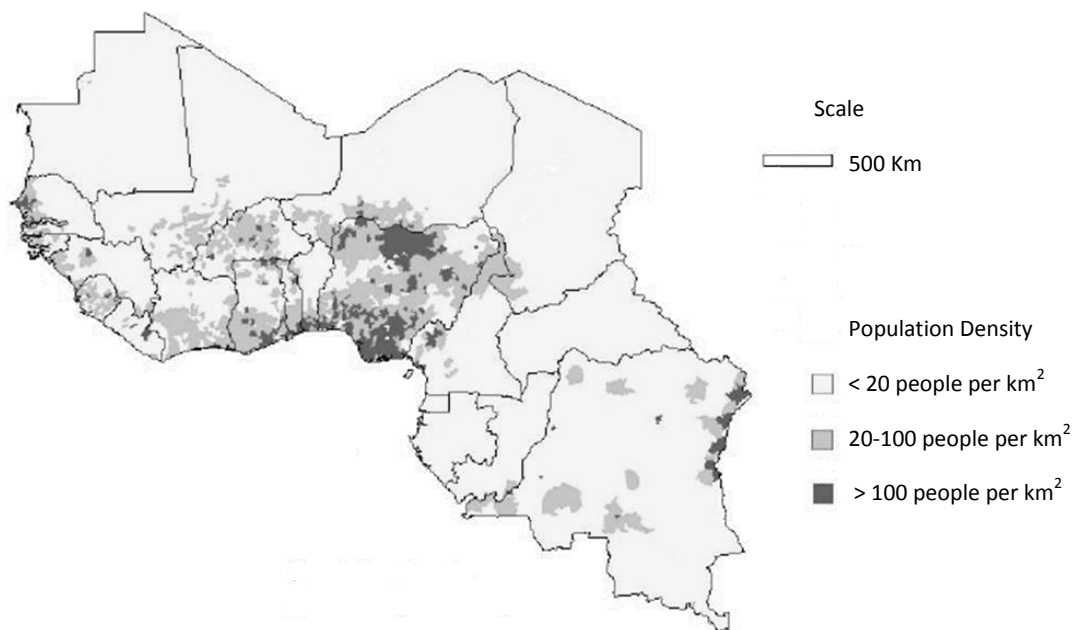 Scale
500 Km
Population Density
< 20 people per km²
20-100 people per km²
> 100 people per km²